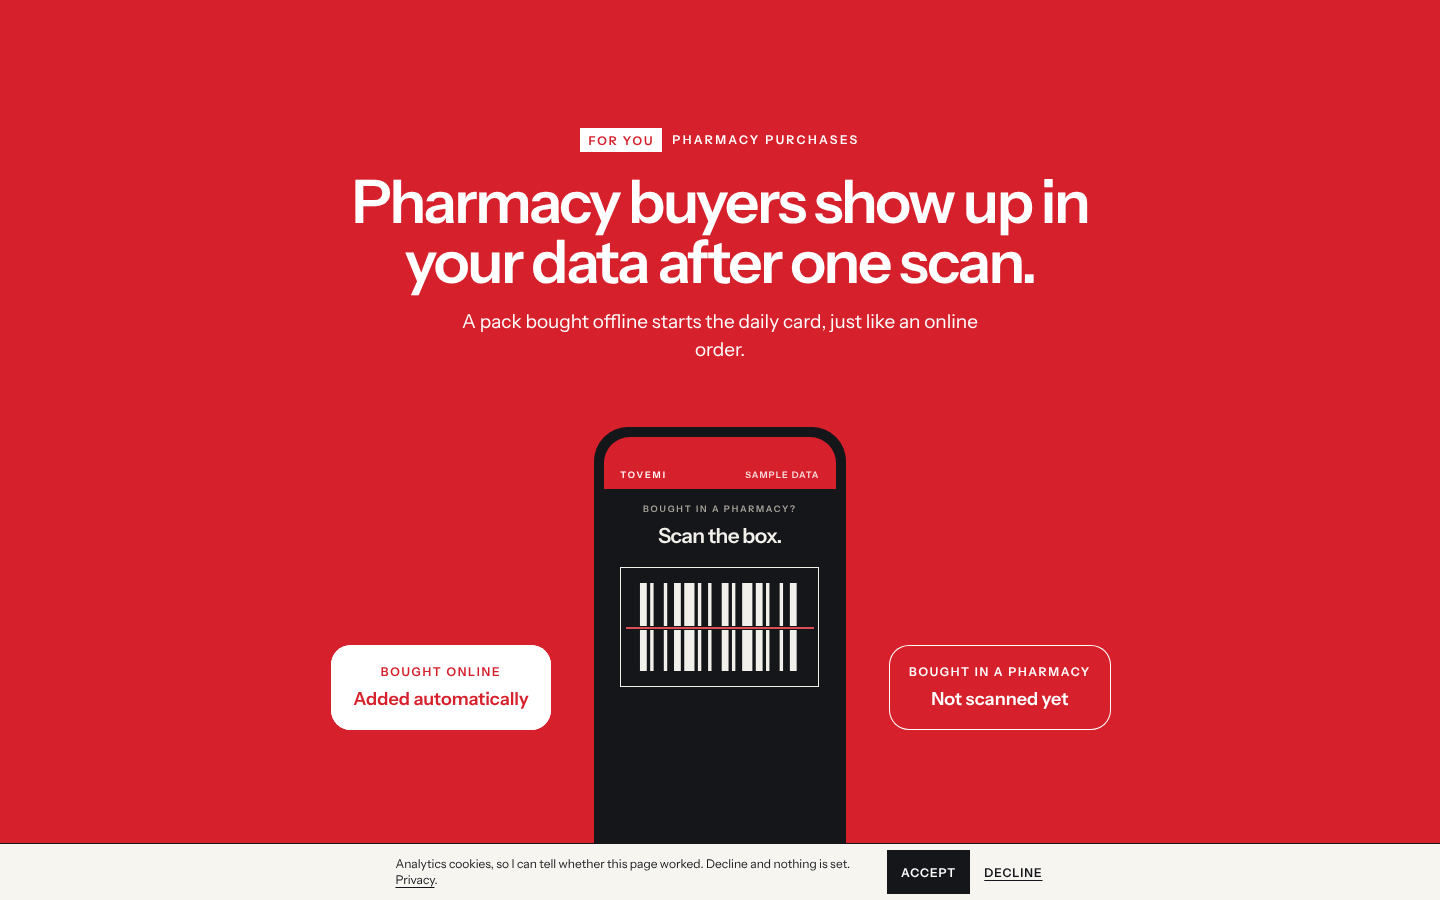 FOR YOU PHARMACY PURCHASES
Pharmacy buyers show up in
your data after one scan.
A pack bought offline starts the daily card, just like an online
order.
TOVEMI SAMPLE DATA
BOUGHT IN A PHARMACY?
Scan the box.
BOUGHT ONLINE
Added automatically
BOUGHT IN A PHARMACY
Not scanned yet
Analytics cookies, so I can tell whether this page worked. Decline and nothing is set.
Privacy.
ACCEPT
DECLINE